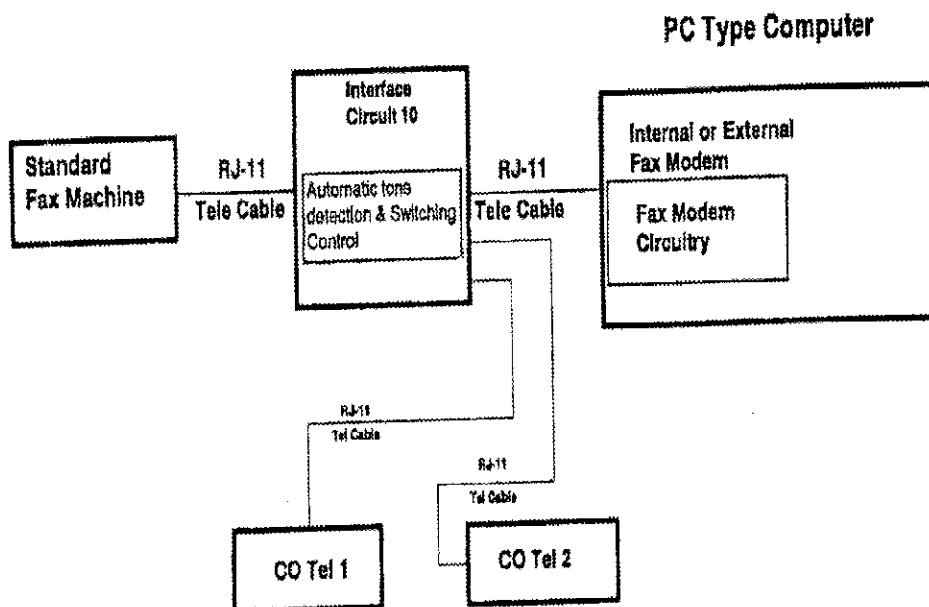 PC Type Computer
Interface
Circuit 10
Standard
Fax Machine
RJ-11
Tele Cable
Automatic tone
detection & Switching
Control
RJ-11
Tele Cable
Internal or External
Fax Modem
Fax Modem
Circuitry
RJ-11
Tel Cable
RJ-11
Tel Cable
CO Tel 1
CO Tel 2